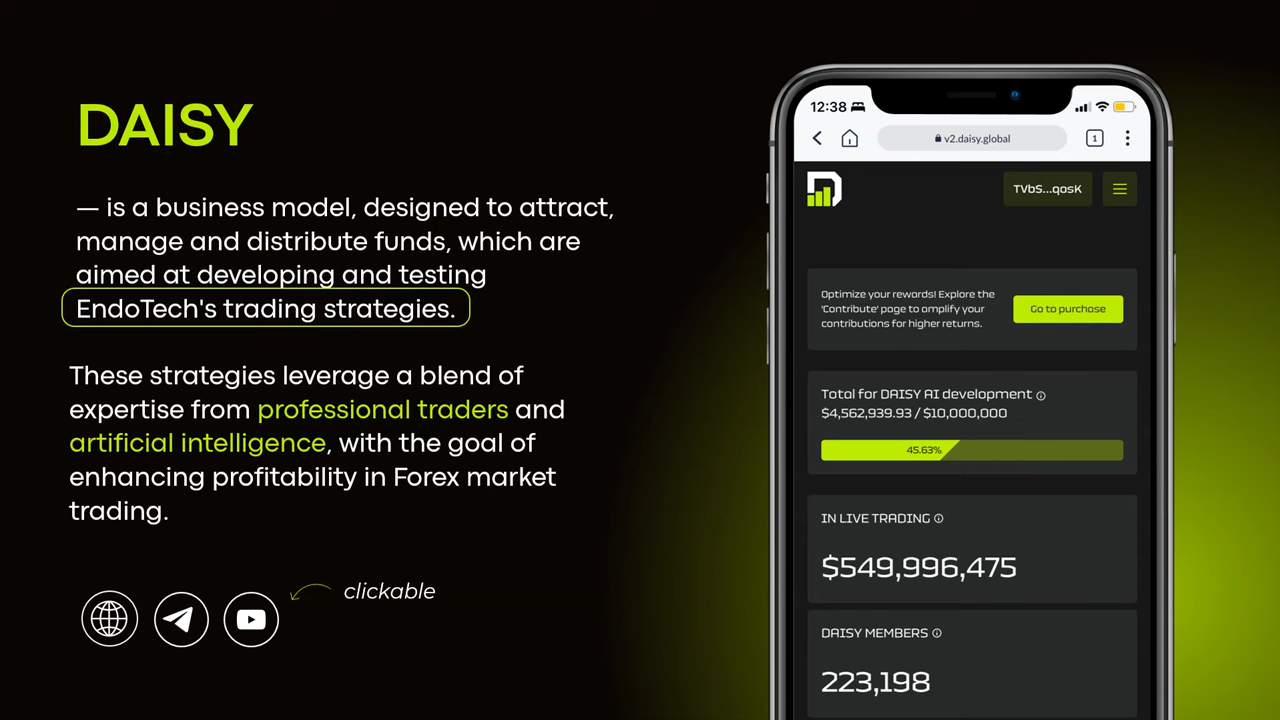 DAISY
— is a business model, designed to attract,
manage and distribute funds, which are
aimed at developing and testing
EndoTech's trading strategies.
These strategies leverage a blend of
expertise from professional traders and
artificial intelligence, with the goal of
enhancing profitability in Forex market
trading.
clickable
12:38
v2.daisy.global
1
TVbS...qosK
Optimize your rewards! Explore the
'Contribute' page to omplify your
contributions for higher returns.
Go to purchase
Total for DAISY AI development
$4,562,939.93 / $10,000,000
45.63%
IN LIVE TRADING
$549,996,475
DAISY MEMBERS
223,198